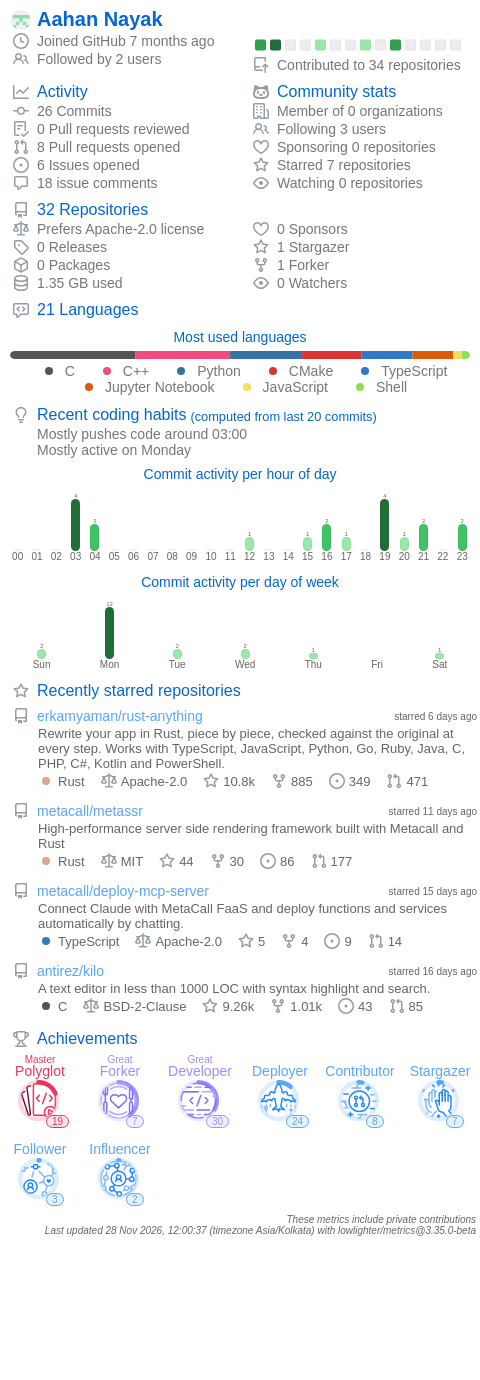 Aahan Nayak
Joined GitHub 7 months ago
Followed by 2 users
Contributed to 34 repositories
Activity
26 Commits
0 Pull requests reviewed
8 Pull requests opened
6 Issues opened
18 issue comments
Community stats
Member of 0 organizations
Following 3 users
Sponsoring 0 repositories
Starred 7 repositories
Watching 0 repositories
32 Repositories
Prefers Apache-2.0 license
0 Releases
0 Packages
1.35 GB used
0 Sponsors
1 Stargazer
1 Forker
0 Watchers
21 Languages
Most used languages
C C++ Python CMake TypeScript
Jupyter Notebook JavaScript Shell
Recent coding habits (computed from last 20 commits)
Mostly pushes code around 03:00
Mostly active on Monday
Commit activity per hour of day
4 2 1 1 2 1 4 1 2 2
00 01 02 03 04 05 06 07 08 09 10 11 12 13 14 15 16 17 18 19 20 21 22 23
Commit activity per day of week
2 12 2 2 1 1
Sun Mon Tue Wed Thu Fri Sat
Recently starred repositories
erkamyaman/rust-anything starred 6 days ago
Rewrite your app in Rust, piece by piece, checked against the original at
every step. Works with TypeScript, JavaScript, Python, Go, Ruby, Java, C,
PHP, C#, Kotlin and PowerShell.
Rust Apache-2.0 10.8k 885 349 471
metacall/metassr starred 11 days ago
High-performance server side rendering framework built with Metacall and
Rust
Rust MIT 44 30 86 177
metacall/deploy-mcp-server starred 15 days ago
Connect Claude with MetaCall FaaS and deploy functions and services
automatically by chatting.
TypeScript Apache-2.0 5 4 9 14
antirez/kilo starred 16 days ago
A text editor in less than 1000 LOC with syntax highlight and search.
C BSD-2-Clause 9.26k 1.01k 43 85
Achievements
Master Great Great
Polyglot Forker Developer Deployer Contributor Stargazer
19 7 30 24 8 7
Follower Influencer
3 2
These metrics include private contributions
Last updated 28 Nov 2026, 12:00:37 (timezone Asia/Kolkata) with lowlighter/metrics@3.35.0-beta